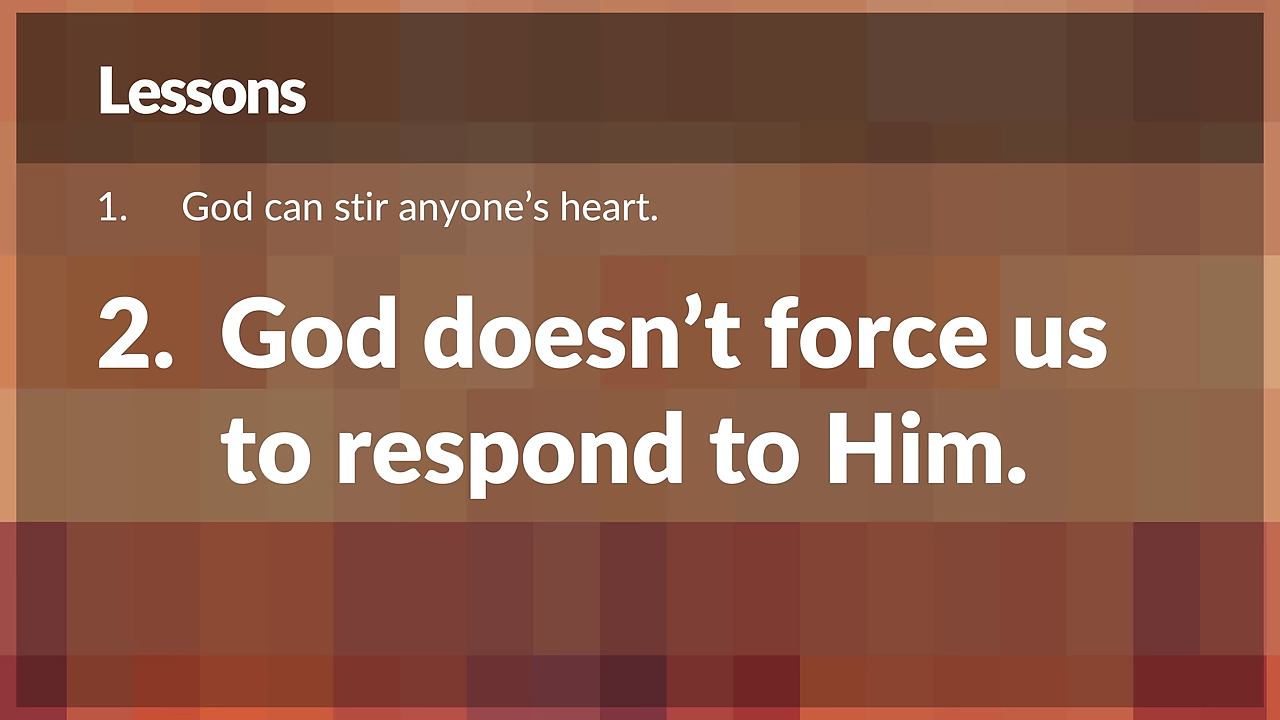 Lessons
1. God can stir anyone’s heart.
2. God doesn’t force us
to respond to Him.